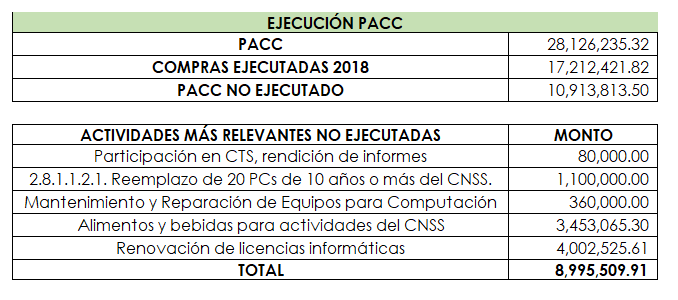 EJECUCIÓN PACC
PACC 28,126,235.32
COMPRAS EJECUTADAS 2018 17,212,421.82
PACC NO EJECUTADO 10,913,813.50
ACTIVIDADES MÁS RELEVANTES NO EJECUTADAS MONTO
Participación en CTS, rendición de informes 80,000.00
2.8.1.1.2.1. Reemplazo de 20 PCs de 10 años o más del CNSS. 1,100,000.00
Mantenimiento y Reparación de Equipos para Computación 360,000.00
Alimentos y bebidas para actividades del CNSS 3,453,065.30
Renovación de licencias informáticas 4,002,525.61
TOTAL 8,995,509.91